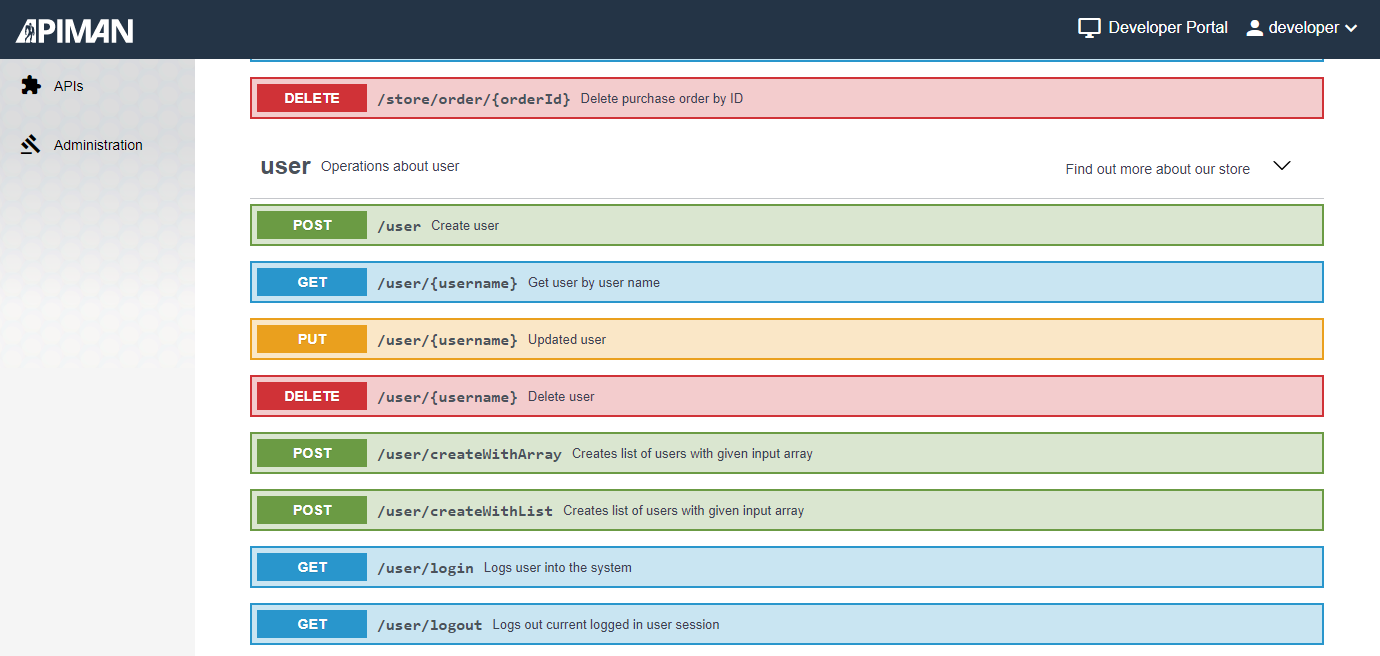 APIMAN Developer Portal developer
APIs
Administration
DELETE /store/order/{orderId} Delete purchase order by ID
user Operations about user Find out more about our store
POST /user Create user
GET /user/{username} Get user by user name
PUT /user/{username} Updated user
DELETE /user/{username} Delete user
POST /user/createWithArray Creates list of users with given input array
POST /user/createWithList Creates list of users with given input array
GET /user/login Logs user into the system
GET /user/logout Logs out current logged in user session